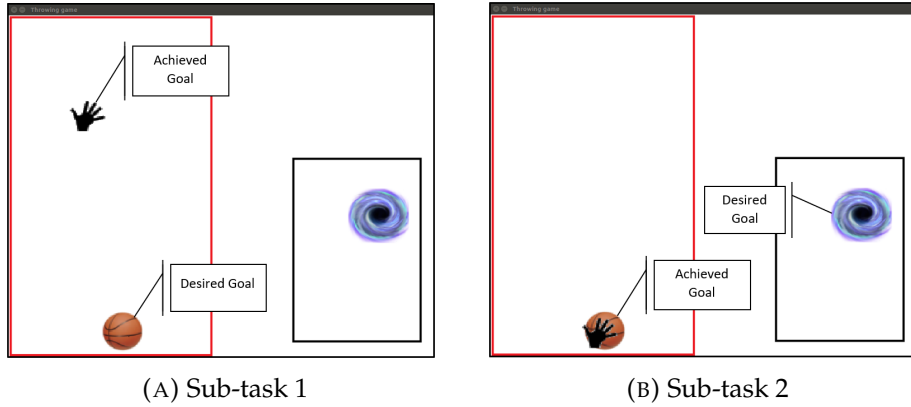 Throwing game
Achieved
Goal
Desired Goal
(A) Sub-task 1
Throwing game
Desired
Goal
Achieved
Goal
(B) Sub-task 2